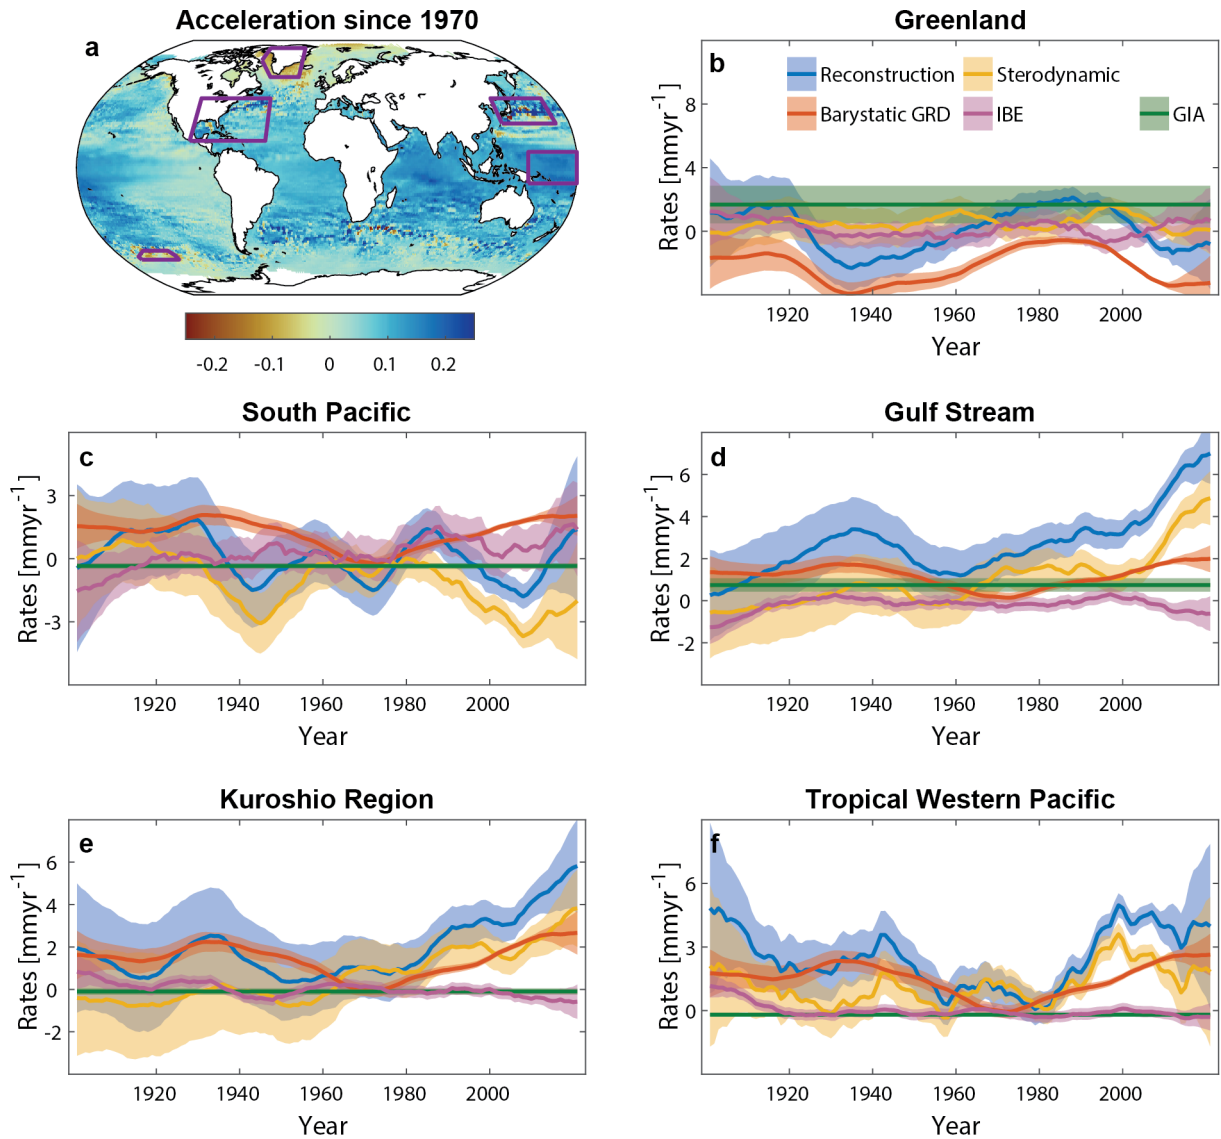 Acceleration since 1970
a
-0.2 -0.1 0 0.1 0.2
Greenland
b
Reconstruction Sterodynamic
Barystatic GRD IBE GIA
Rates [mmyr⁻¹]
8
4
0
1920 1940 1960 1980 2000
Year
South Pacific
c
Rates [mmyr⁻¹]
3
0
-3
1920 1940 1960 1980 2000
Year
Gulf Stream
d
Rates [mmyr⁻¹]
6
4
2
0
-2
1920 1940 1960 1980 2000
Year
Kuroshio Region
e
Rates [mmyr⁻¹]
6
4
2
0
-2
1920 1940 1960 1980 2000
Year
Tropical Western Pacific
f
Rates [mmyr⁻¹]
6
3
0
1920 1940 1960 1980 2000
Year